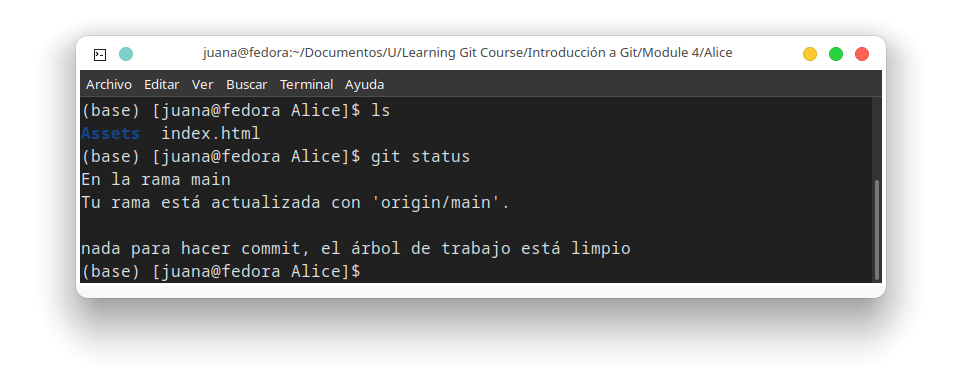 juana@fedora:~/Documentos/U/Learning Git Course/Introducción a Git/Module 4/Alice
Archivo Editar Ver Buscar Terminal Ayuda
(base) [juana@fedora Alice]$ ls
Assets  index.html
(base) [juana@fedora Alice]$ git status
En la rama main
Tu rama está actualizada con 'origin/main'.
nada para hacer commit, el árbol de trabajo está limpio
(base) [juana@fedora Alice]$